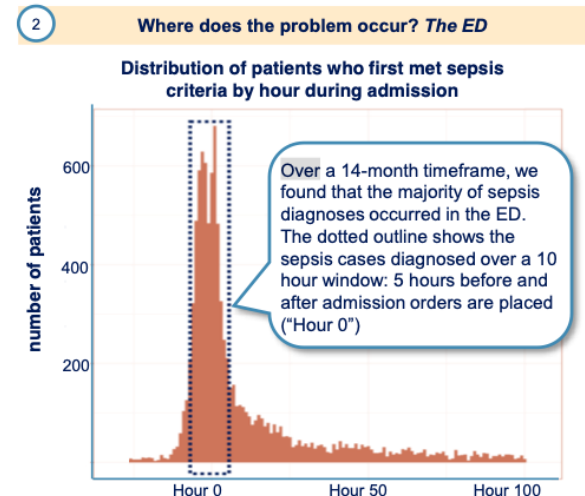 2
Where does the problem occur? The ED
Distribution of patients who first met sepsis
criteria by hour during admission
number of patients
600
400
200
Over a 14-month timeframe, we
found that the majority of sepsis
diagnoses occurred in the ED.
The dotted outline shows the
sepsis cases diagnosed over a 10
hour window: 5 hours before and
after admission orders are placed
(“Hour 0”)
Hour 0
Hour 50
Hour 100